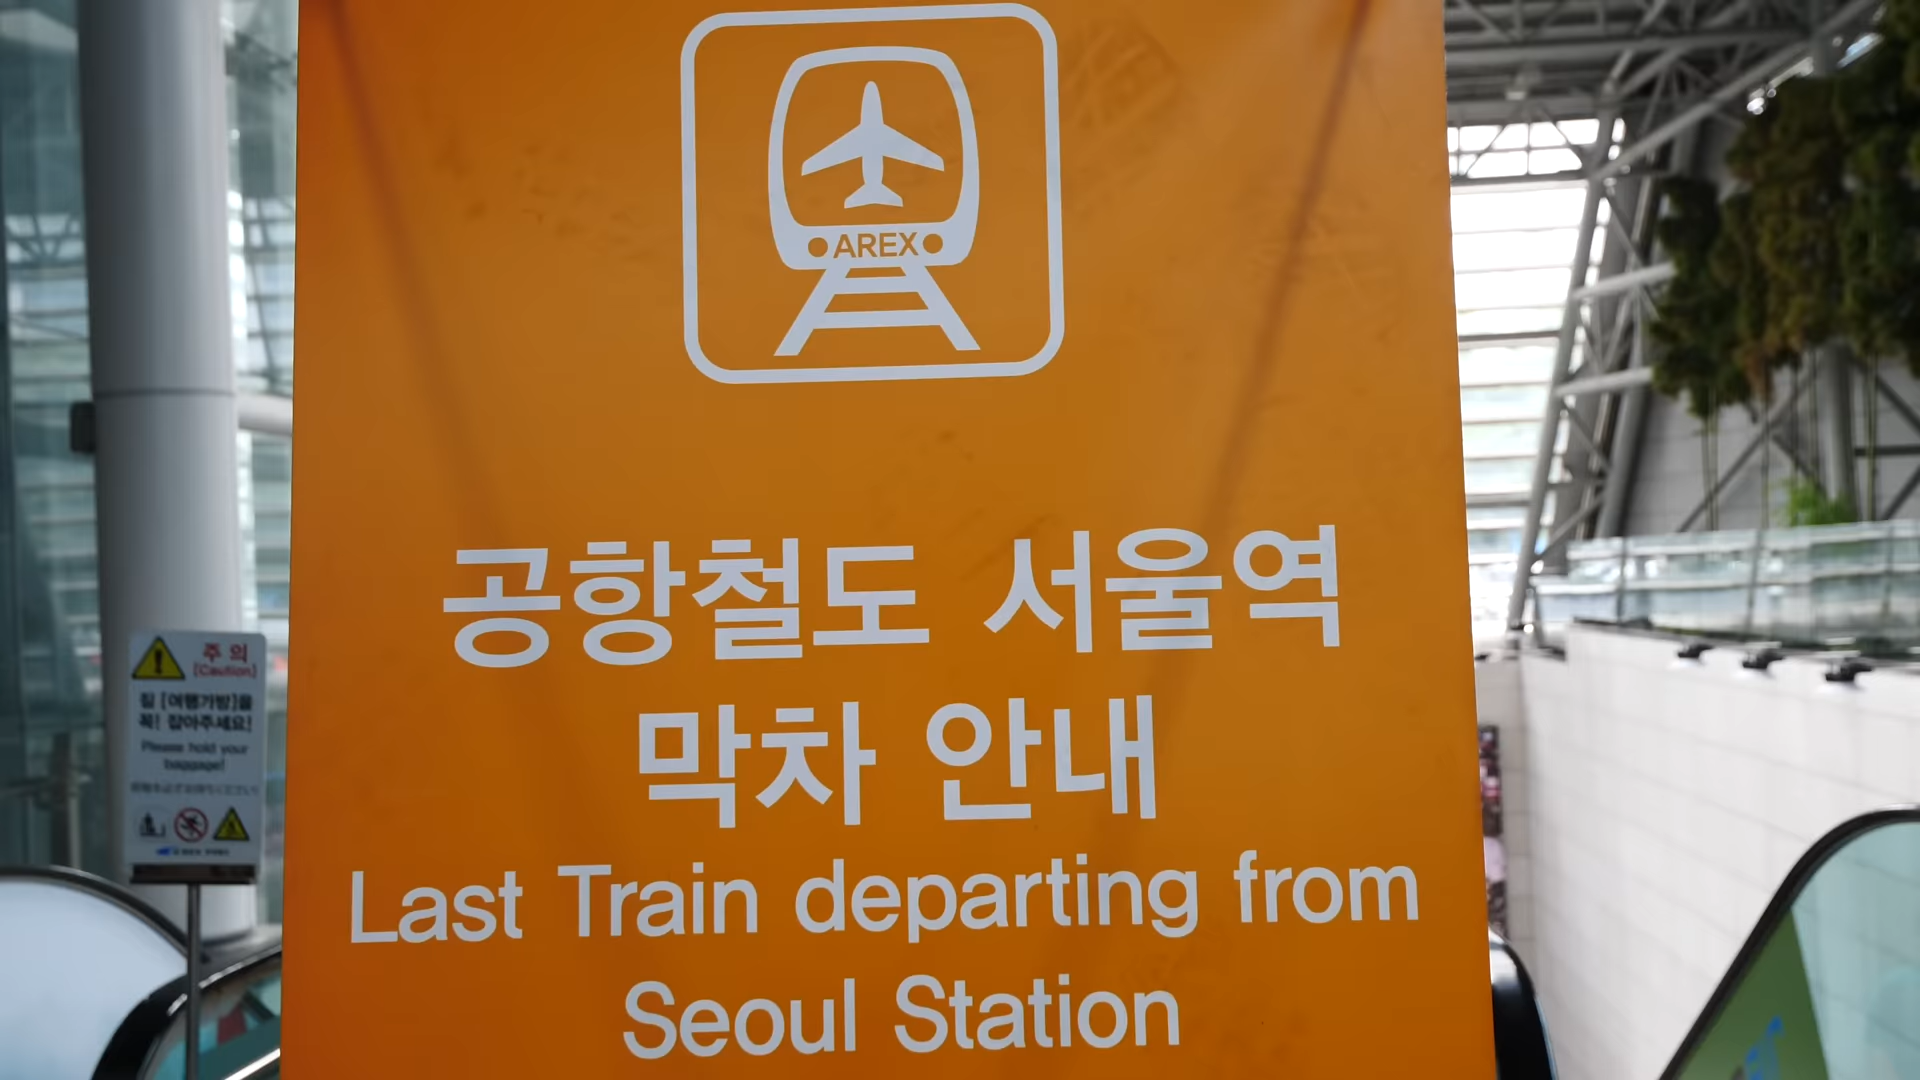 AREX
공항철도 서울역
막차 안내
Last Train departing from
Seoul Station
주 의
(Caution)
짐 [여행가방]을
꼭! 잡아주세요!
Please hold your
baggage!